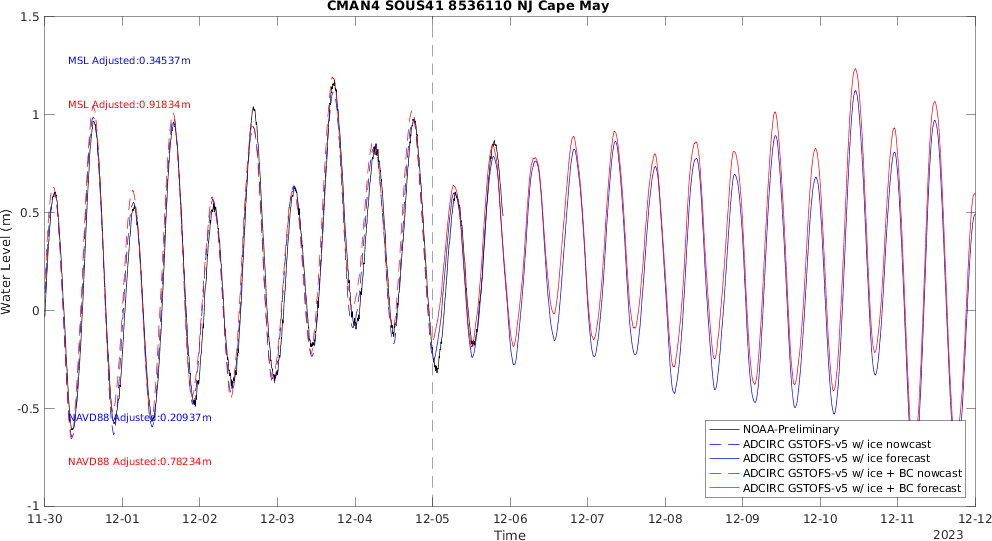 CMAN4 SOUS41 8536110 NJ Cape May
1.5
MSL Adjusted:0.34537m
MSL Adjusted:0.91834m
1
0.5
Water Level (m)
0
-0.5
NAVD88 Adjusted:0.20937m
NAVD88 Adjusted:0.78234m
-1
NOAA-Preliminary
ADCIRC GSTOFS-v5 w/ ice nowcast
ADCIRC GSTOFS-v5 w/ ice forecast
ADCIRC GSTOFS-v5 w/ ice + BC nowcast
ADCIRC GSTOFS-v5 w/ ice + BC forecast
11-30 12-01 12-02 12-03 12-04 12-05 12-06 12-07 12-08 12-09 12-10 12-11 12-12
Time
2023